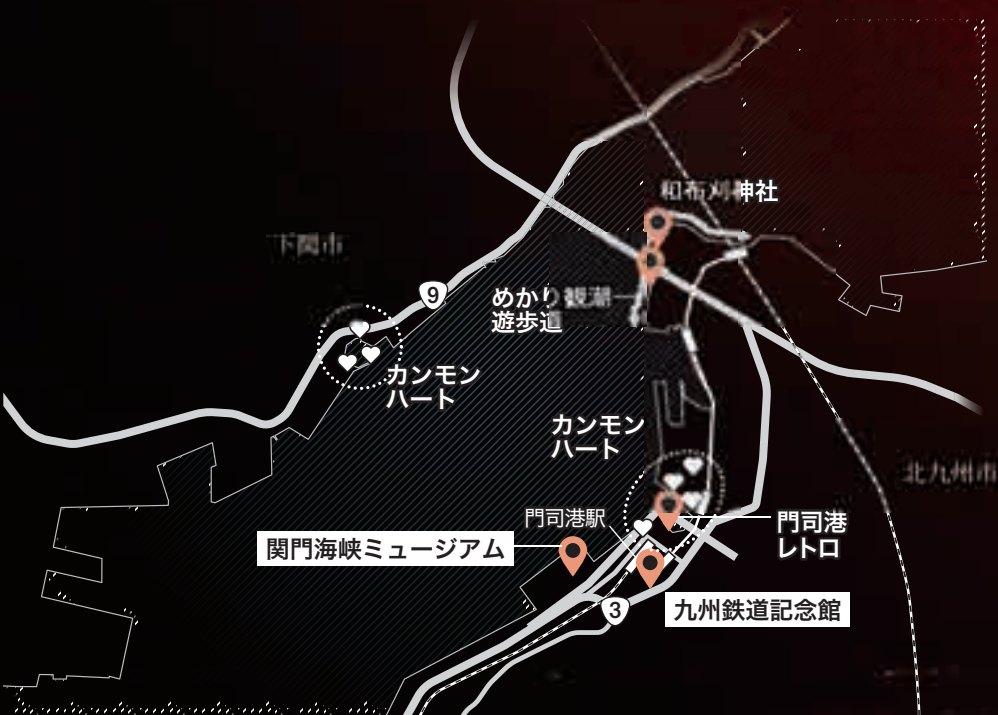 和布刈神社
下関市
9
めかり観潮
遊歩道
カンモン
ハート
カンモン
ハート
北九州市
門司港駅
門司港
レトロ
関門海峡ミュージアム
九州鉄道記念館
3